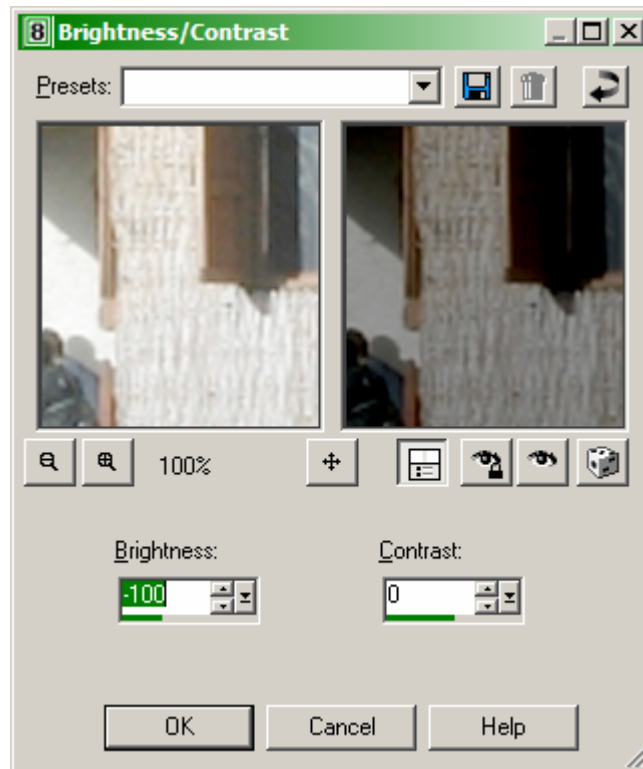 8 Brightness/Contrast
Presets:
100%
Brightness: Contrast:
-100 0
OK Cancel Help